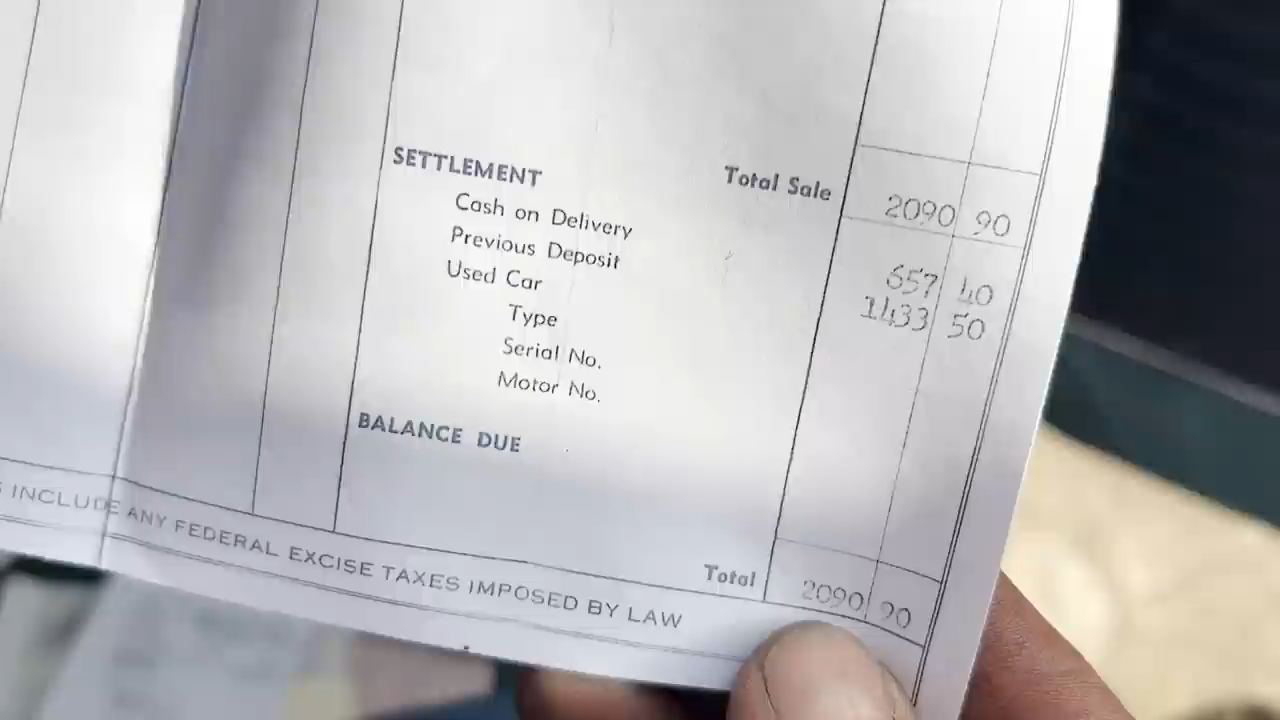 Total Sale 2090 90
SETTLEMENT
Cash on Delivery 657 40
Previous Deposit 1433 50
Used Car
Type
Serial No.
Motor No.
BALANCE DUE
Total 2090 90
INCLUDE ANY FEDERAL EXCISE TAXES IMPOSED BY LAW